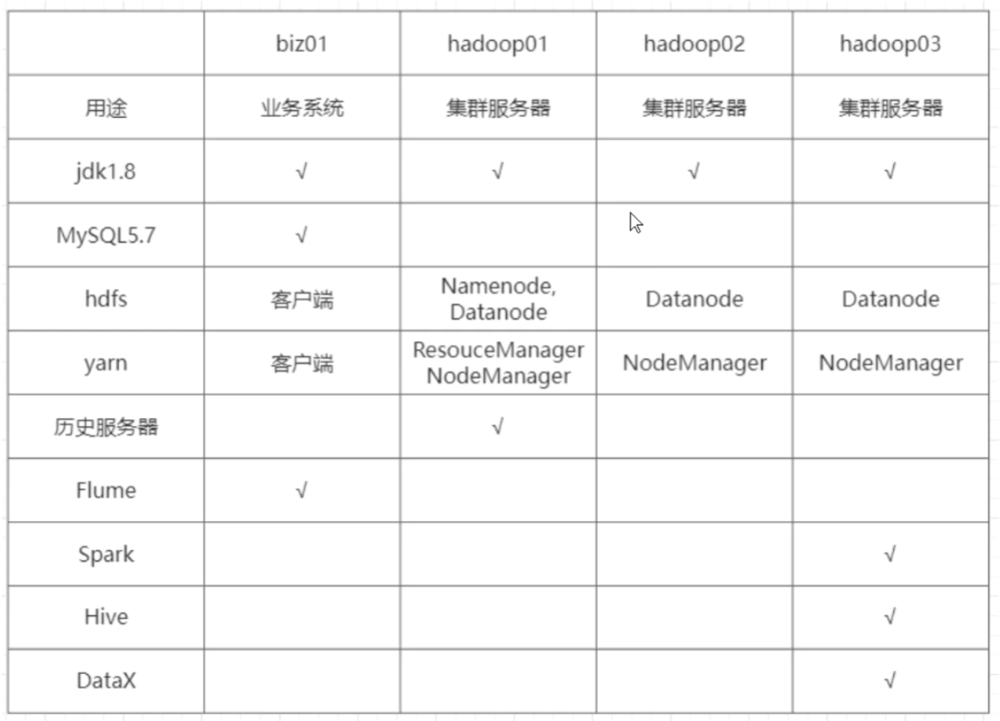 biz01 hadoop01 hadoop02 hadoop03
用途 业务系统 集群服务器 集群服务器 集群服务器
jdk1.8 √ √ √ √
MySQL5.7 √
hdfs 客户端 Namenode, Datanode Datanode Datanode
yarn 客户端 ResouceManager NodeManager NodeManager NodeManager
历史服务器 √
Flume √
Spark √
Hive √
DataX √